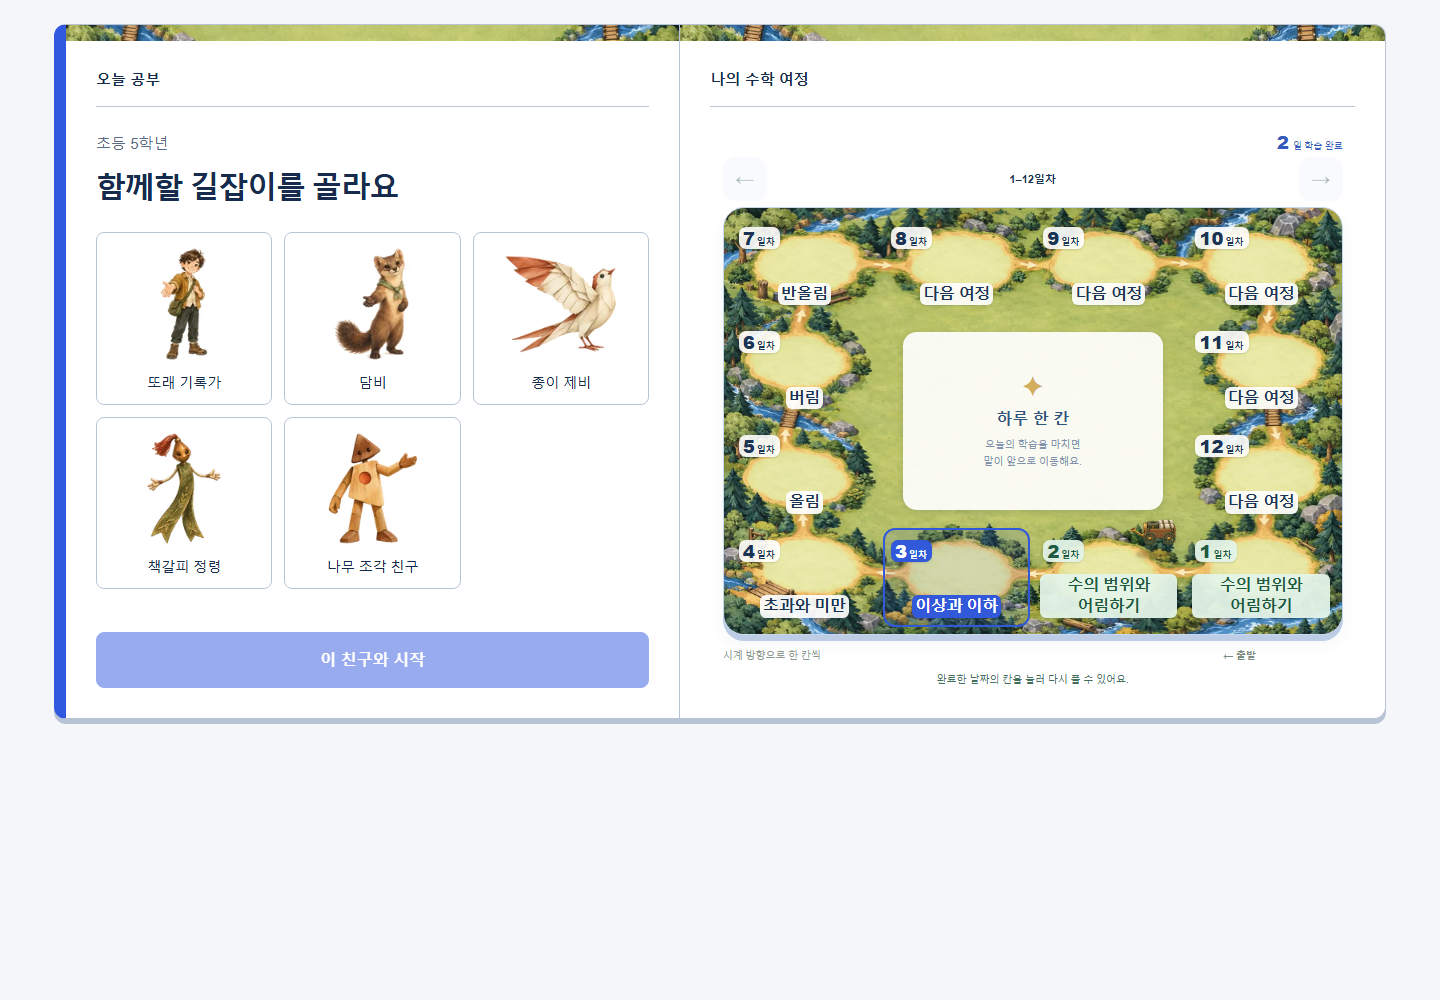 오늘 공부
초등 5학년
함께할 길잡이를 골라요
또래 기록가
담비
종이 제비
책갈피 정령
나무 조각 친구
이 친구와 시작
나의 수학 여정
2 일 학습 완료
←
1–12일차
→
7 일차
반올림
8 일차
다음 여정
9 일차
다음 여정
10 일차
다음 여정
6 일차
버림
11 일차
다음 여정
하루 한 칸
오늘의 학습을 마치면
말이 앞으로 이동해요.
5 일차
올림
12 일차
다음 여정
4 일차
초과와 미만
3 일차
이상과 이하
2 일차
수의 범위와
어림하기
1 일차
수의 범위와
어림하기
시계 방향으로 한 칸씩
← 출발
완료한 날짜의 칸을 눌러 다시 풀 수 있어요.